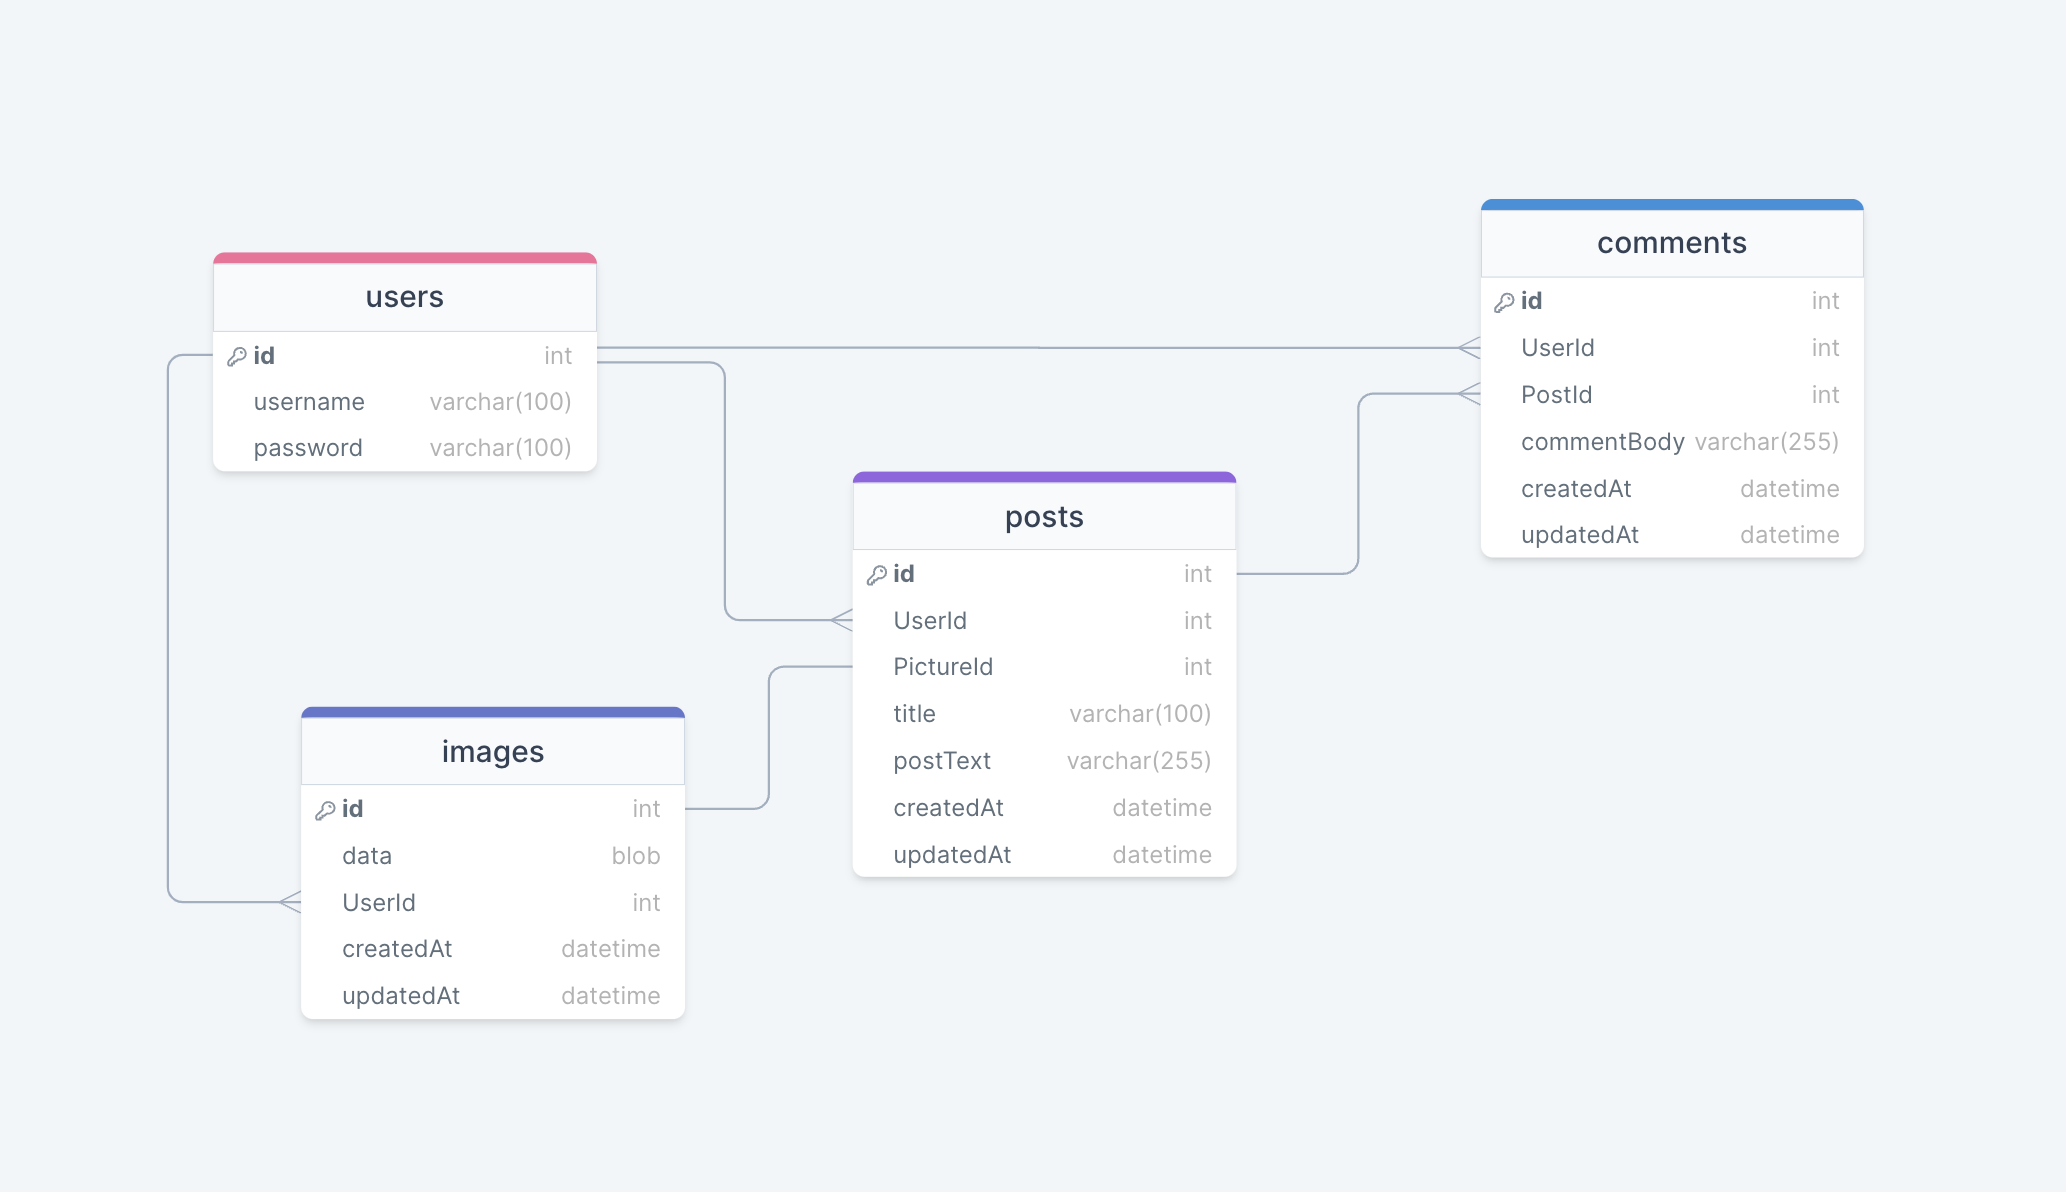 users
id int
username varchar(100)
password varchar(100)
comments
id int
UserId int
PostId int
commentBody varchar(255)
createdAt datetime
updatedAt datetime
posts
id int
UserId int
PictureId int
title varchar(100)
postText varchar(255)
createdAt datetime
updatedAt datetime
images
id int
data blob
UserId int
createdAt datetime
updatedAt datetime